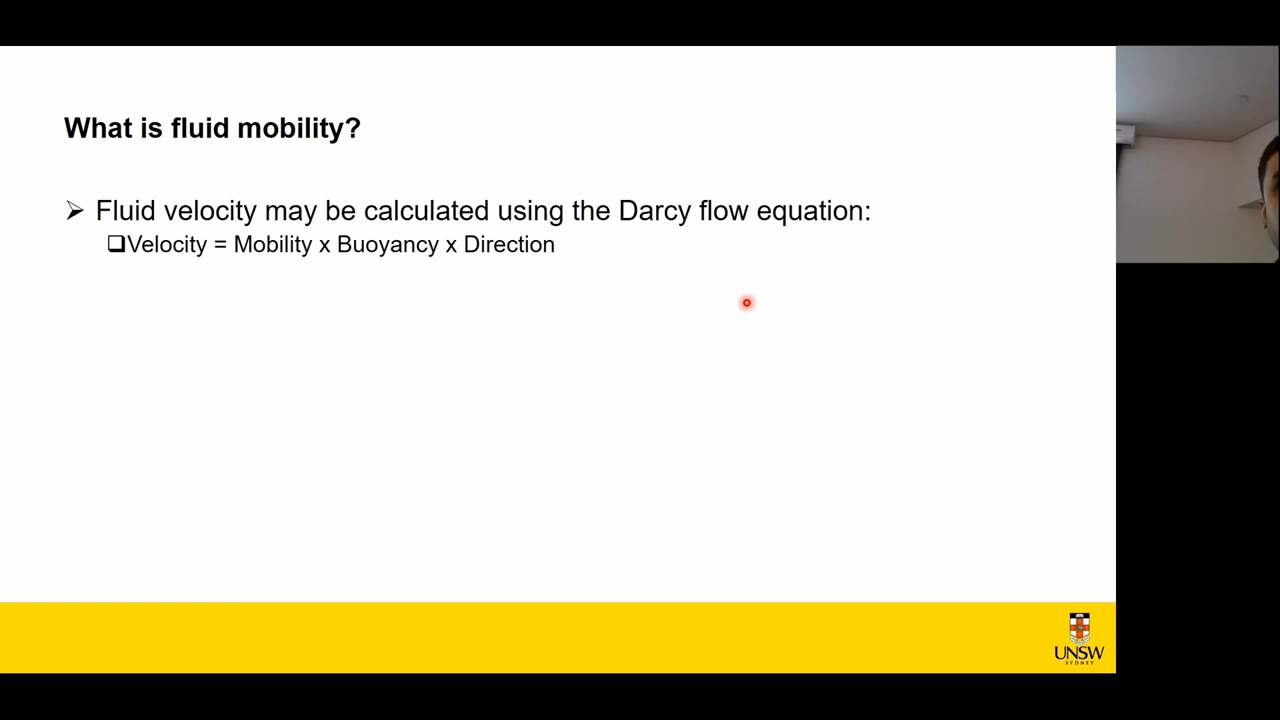 What is fluid mobility?
Fluid velocity may be calculated using the Darcy flow equation:
Velocity = Mobility x Buoyancy x Direction
UNSW
SYDNEY